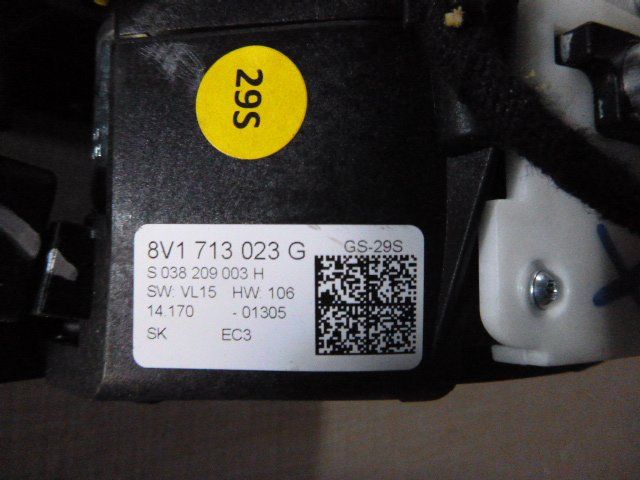 29S
8V1 713 023 G
GS-29S
S 038 209 003 H
SW: VL15 HW: 106
14.170 - 01305
SK EC3